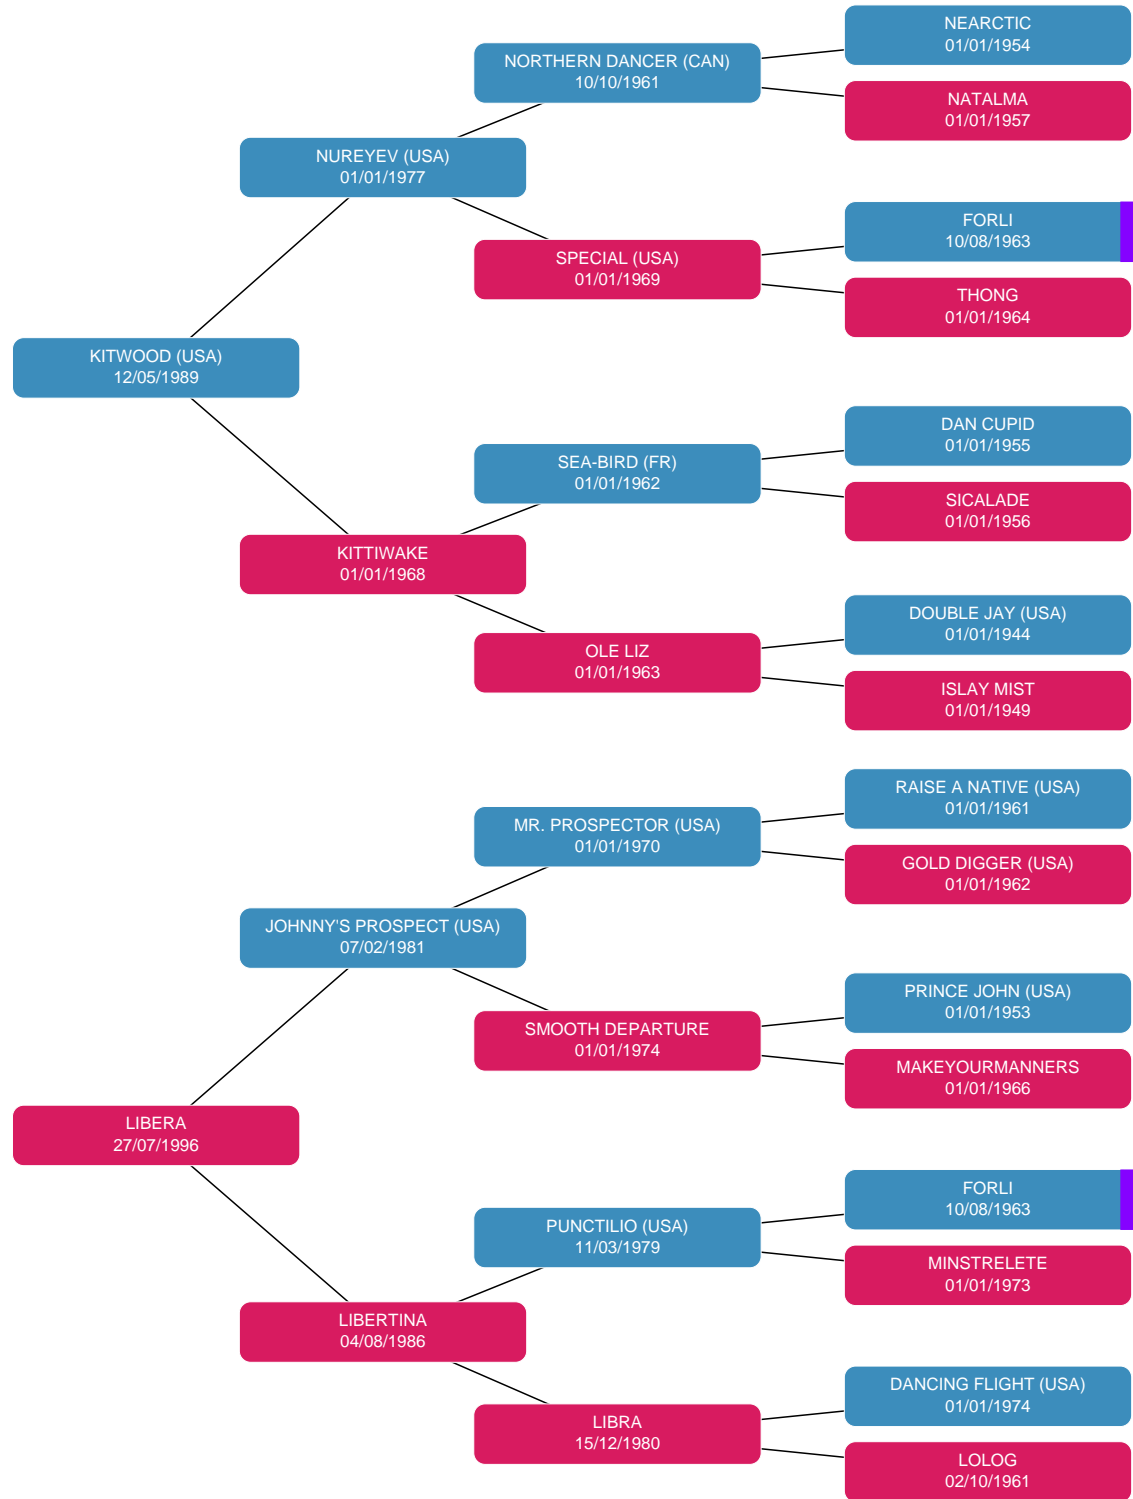 NEARCTIC
01/01/1954
NORTHERN DANCER (CAN)
10/10/1961
NATALMA
01/01/1957
NUREYEV (USA)
01/01/1977
FORLI
10/08/1963
SPECIAL (USA)
01/01/1969
THONG
01/01/1964
KITWOOD (USA)
12/05/1989
DAN CUPID
01/01/1955
SEA-BIRD (FR)
01/01/1962
SICALADE
01/01/1956
KITTIWAKE
01/01/1968
DOUBLE JAY (USA)
01/01/1944
OLE LIZ
01/01/1963
ISLAY MIST
01/01/1949
RAISE A NATIVE (USA)
01/01/1961
MR. PROSPECTOR (USA)
01/01/1970
GOLD DIGGER (USA)
01/01/1962
JOHNNY'S PROSPECT (USA)
07/02/1981
PRINCE JOHN (USA)
01/01/1953
SMOOTH DEPARTURE
01/01/1974
MAKEYOURMANNERS
01/01/1966
LIBERA
27/07/1996
FORLI
10/08/1963
PUNCTILIO (USA)
11/03/1979
MINSTRELETE
01/01/1973
LIBERTINA
04/08/1986
DANCING FLIGHT (USA)
01/01/1974
LIBRA
15/12/1980
LOLOG
02/10/1961